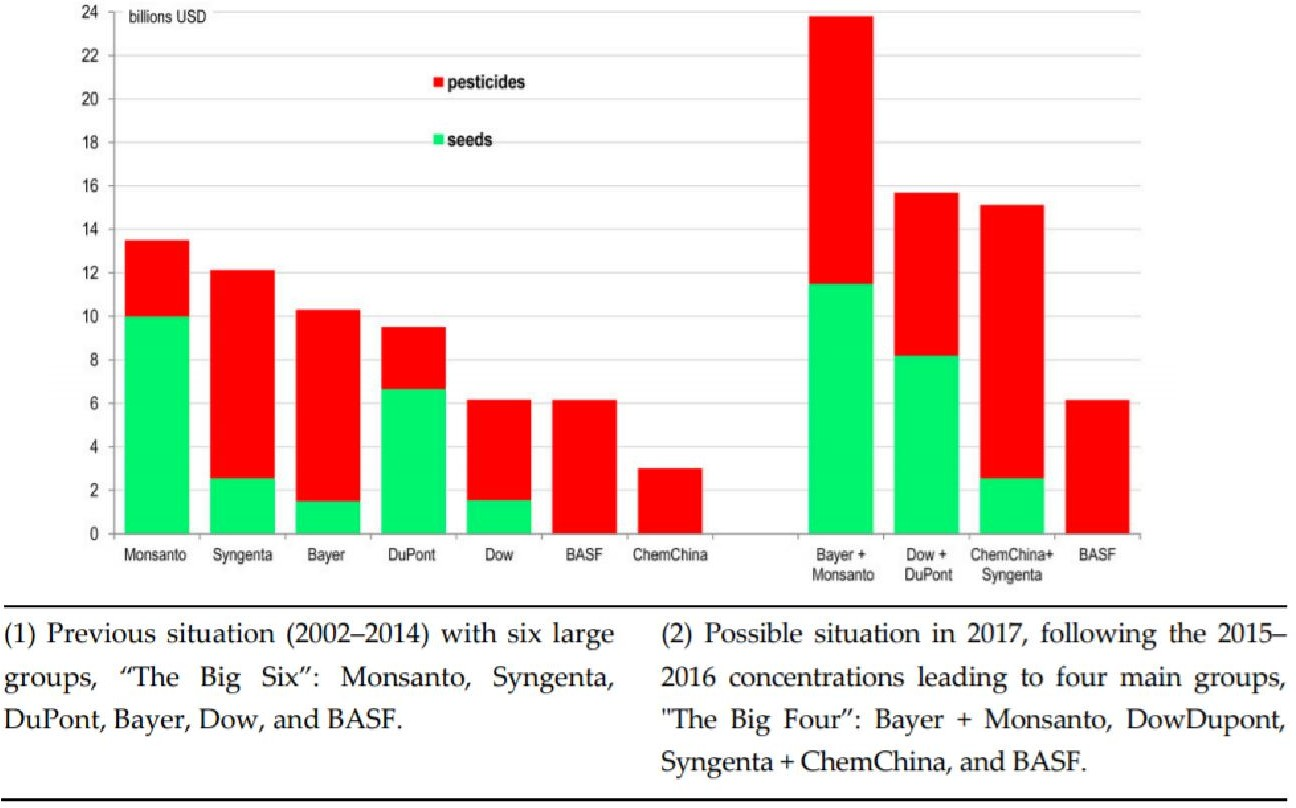 24
billions USD
22
20
18
16
14
12
10
8
6
4
2
0
pesticides
seeds
Monsanto
Syngenta
Bayer
DuPont
Dow
BASF
ChemChina
Bayer +
Monsanto
Dow +
DuPont
ChemChina+
Syngenta
BASF
(1) Previous situation (2002–2014) with six large
groups, “The Big Six”: Monsanto, Syngenta,
DuPont, Bayer, Dow, and BASF.
(2) Possible situation in 2017, following the 2015–
2016 concentrations leading to four main groups,
"The Big Four”: Bayer + Monsanto, DowDupont,
Syngenta + ChemChina, and BASF.